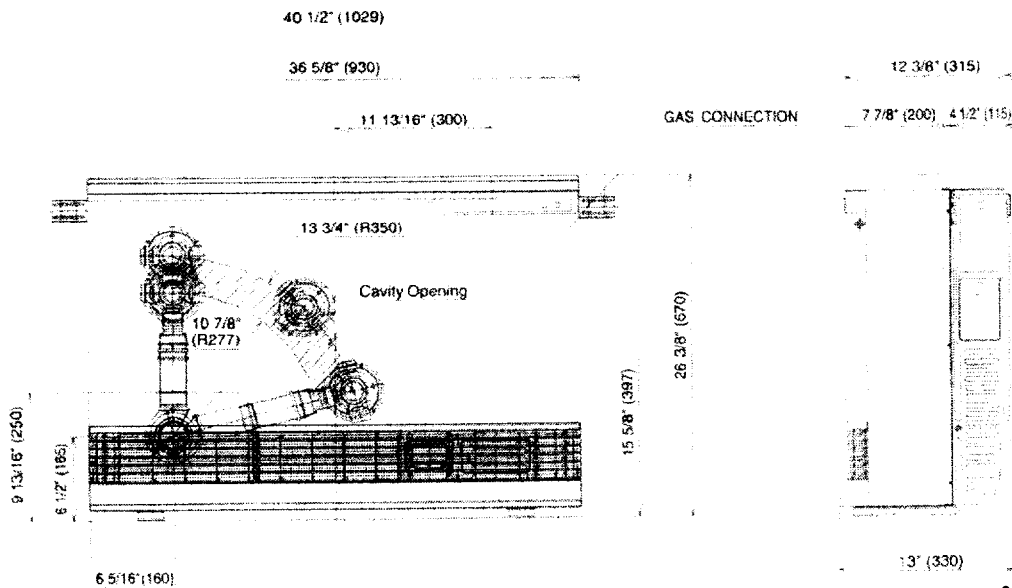 40 1/2" (1029)
36 5/8" (930)
12 3/8" (315)
11 13/16" (300)
GAS CONNECTION
7 7/8" (200)
4 1/2" (115)
13 3/4" (R350)
Cavity Opening
10 7/8"
(R277)
26 3/8" (670)
15 5/8" (397)
9 13/16" (250)
6 1/2" (165)
13" (330)
6 5/16"(160)